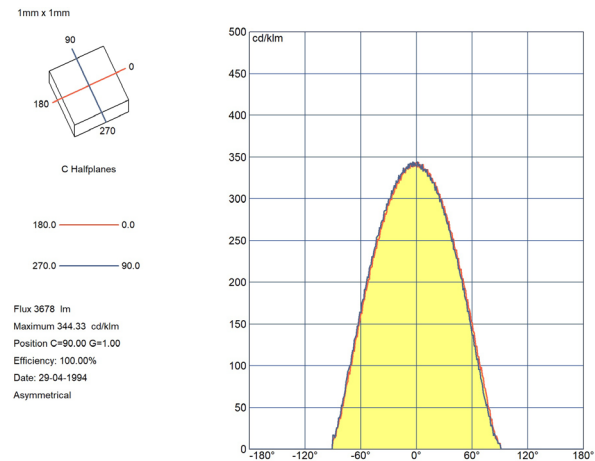 1mm x 1mm
90
0
180
270
C Halfplanes
180.0 0.0
270.0 90.0
Flux 3678 lm
Maximum 344.33 cd/klm
Position C=90.00 G=1.00
Efficiency: 100.00%
Date: 29-04-1994
Asymmetrical
500
cd/klm
450
400
350
300
250
200
150
100
50
0
-180° -120° -60° 0° 60° 120° 180°